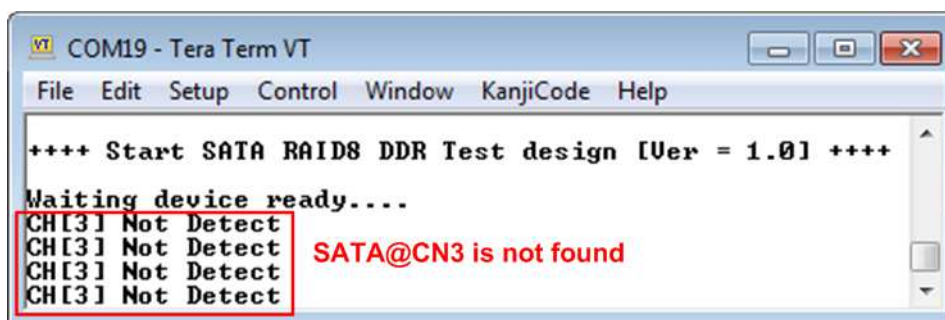 VT COM19 - Tera Term VT
File Edit Setup Control Window KanjiCode Help
++++ Start SATA RAID8 DDR Test design [Ver = 1.0] ++++
Waiting device ready....
CH[3] Not Detect
CH[3] Not Detect
SATA@CN3 is not found
CH[3] Not Detect
CH[3] Not Detect